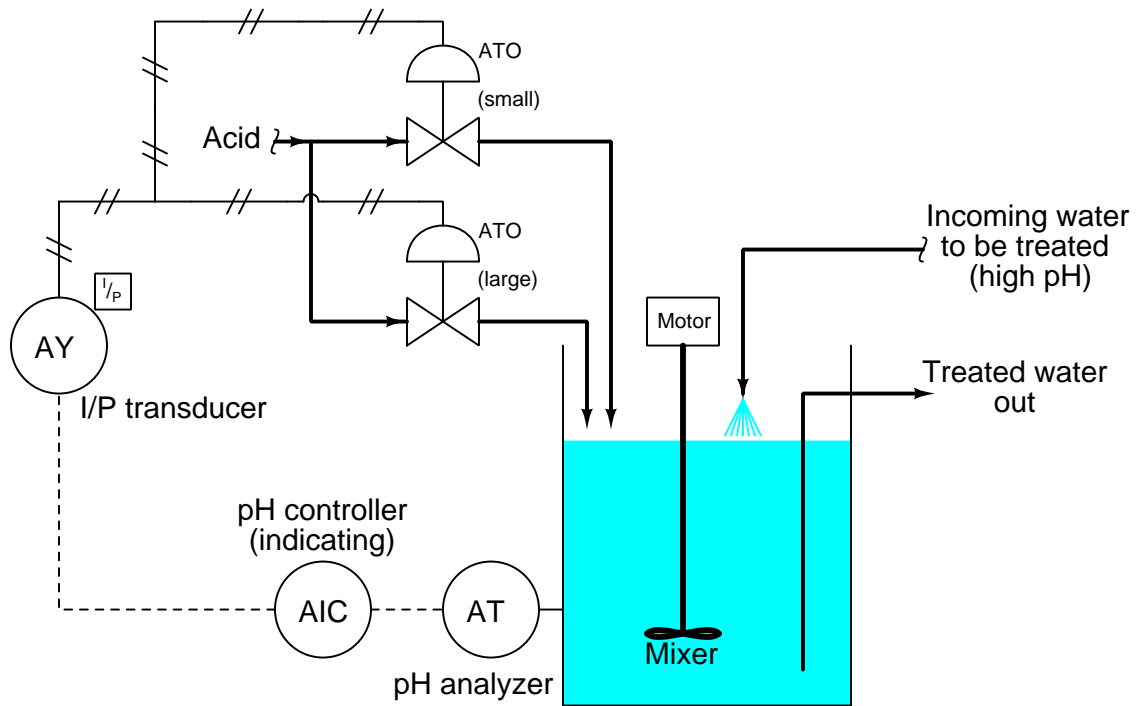 ATO
(small)
Acid
ATO
(large)
I/P
AY
I/P transducer
Incoming water
to be treated
(high pH)
Motor
Treated water
out
pH controller
(indicating)
AIC
AT
pH analyzer
Mixer